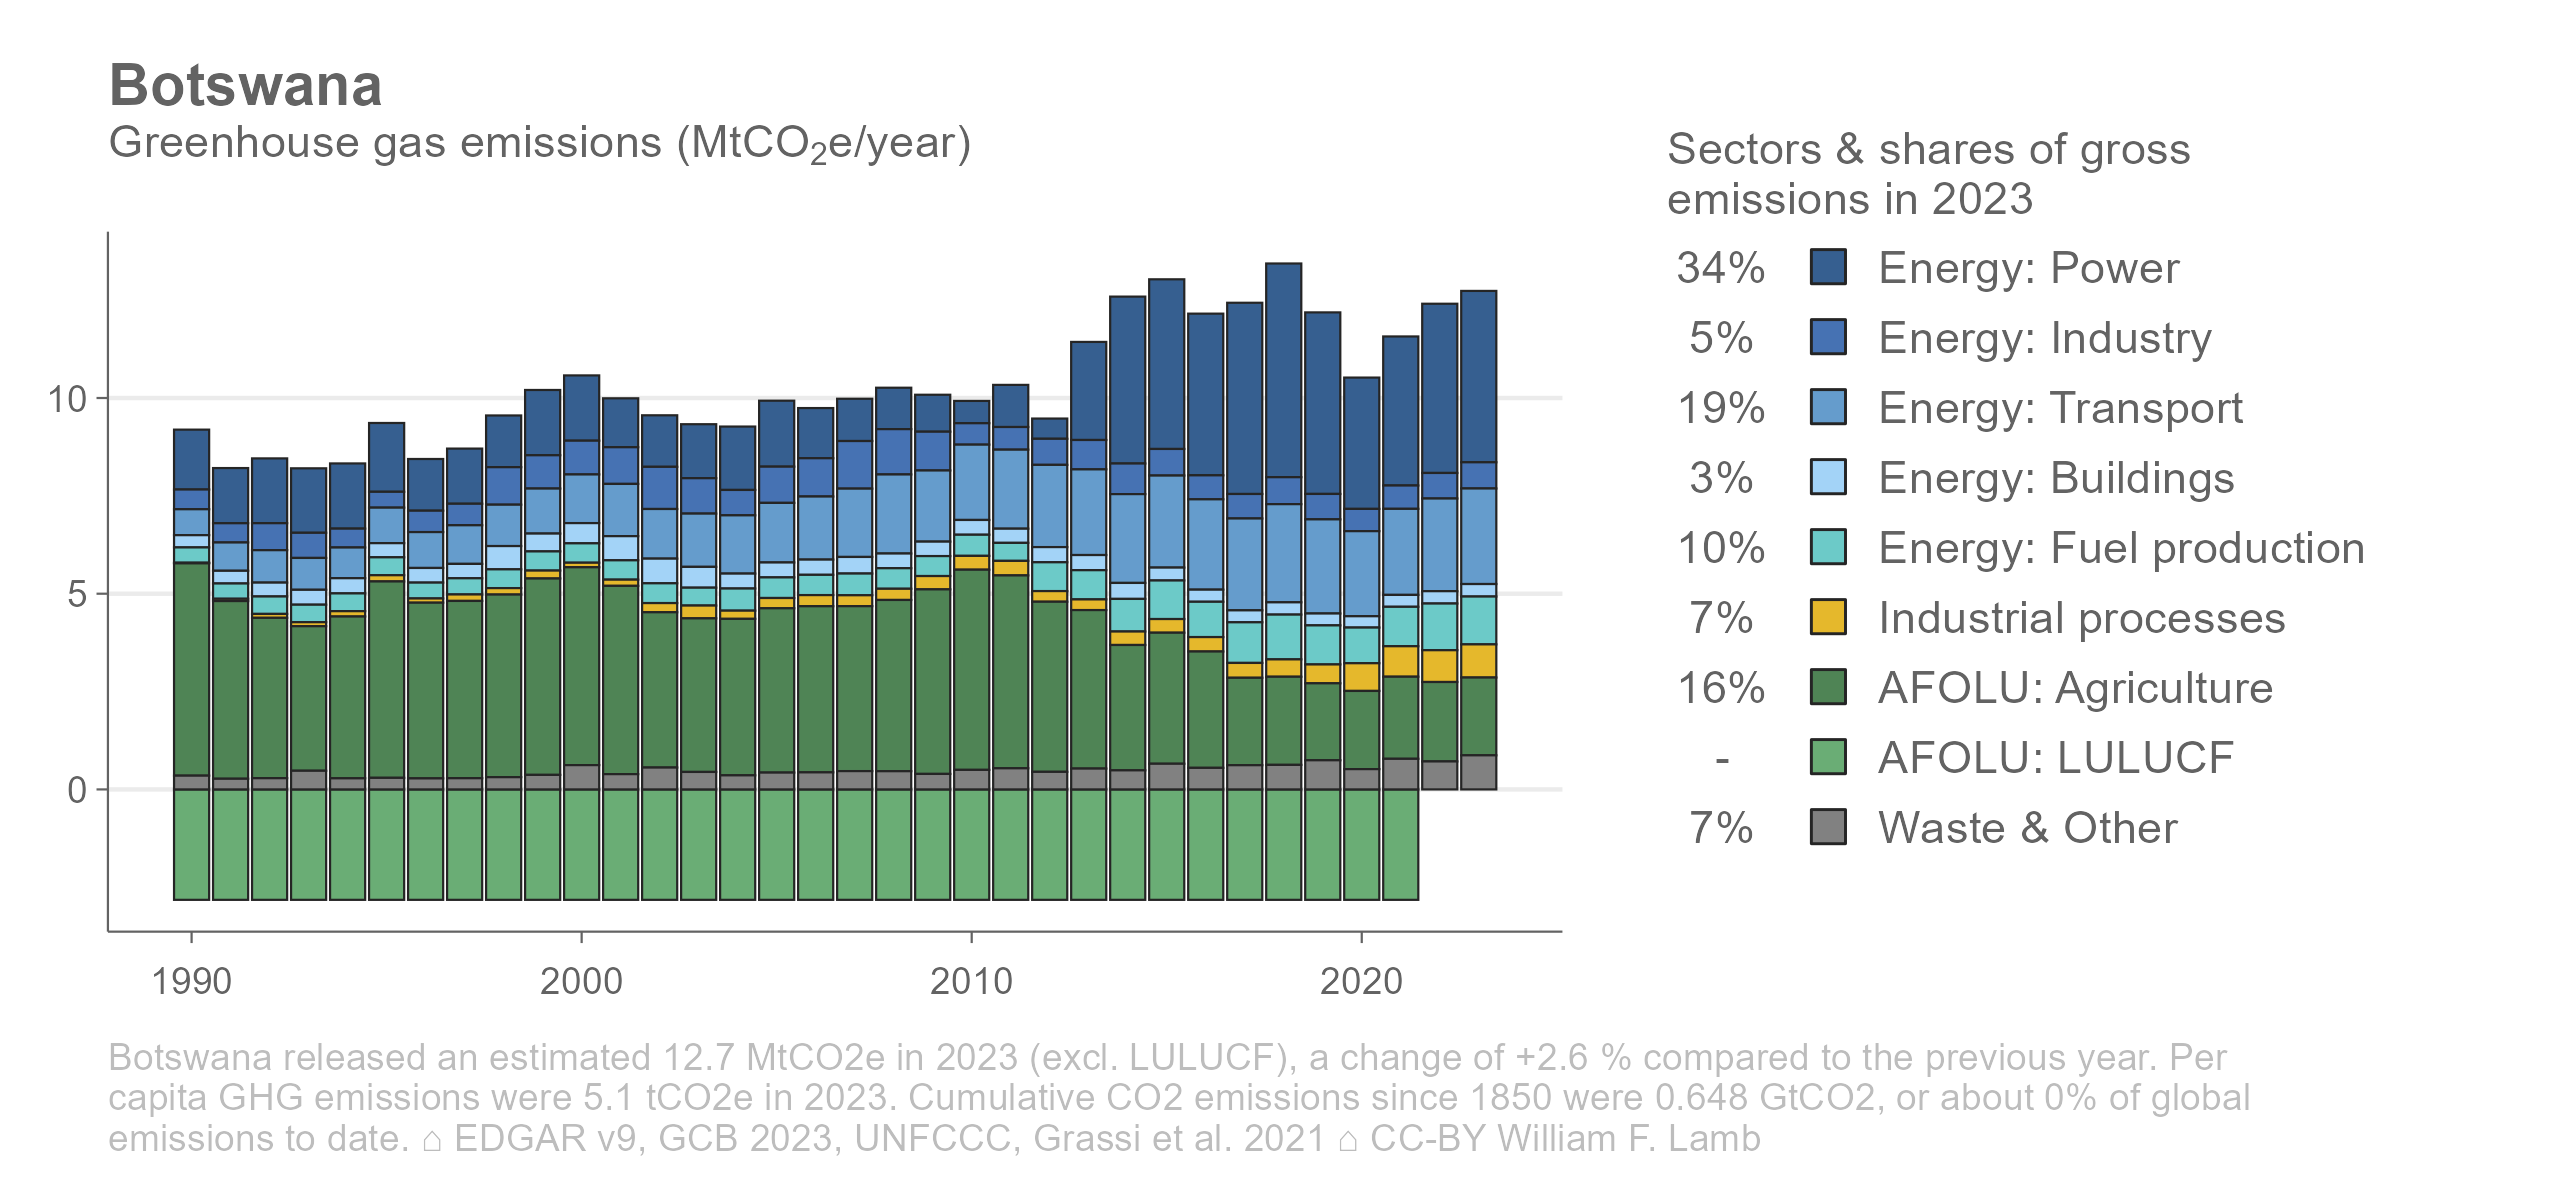 Botswana
Greenhouse gas emissions (MtCO₂e/year)
Sectors & shares of gross
emissions in 2023
34% Energy: Power
5% Energy: Industry
19% Energy: Transport
3% Energy: Buildings
10% Energy: Fuel production
7% Industrial processes
16% AFOLU: Agriculture
- AFOLU: LULUCF
7% Waste & Other
10
5
0
1990 2000 2010 2020
Botswana released an estimated 12.7 MtCO2e in 2023 (excl. LULUCF), a change of +2.6 % compared to the previous year. Per
capita GHG emissions were 5.1 tCO2e in 2023. Cumulative CO2 emissions since 1850 were 0.648 GtCO2, or about 0% of global
emissions to date. ⌂ EDGAR v9, GCB 2023, UNFCCC, Grassi et al. 2021 ⌂ CC-BY William F. Lamb